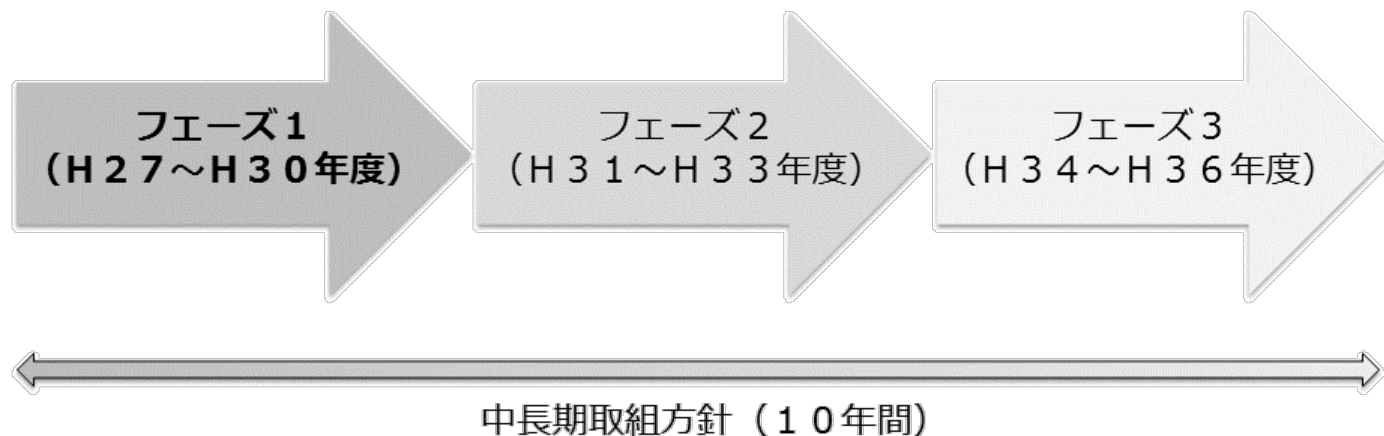 フェーズ１
（Ｈ２７～Ｈ３０年度）
フェーズ２
（Ｈ３１～Ｈ３３年度）
フェーズ３
（Ｈ３４～Ｈ３６年度）
中長期取組方針（１０年間）